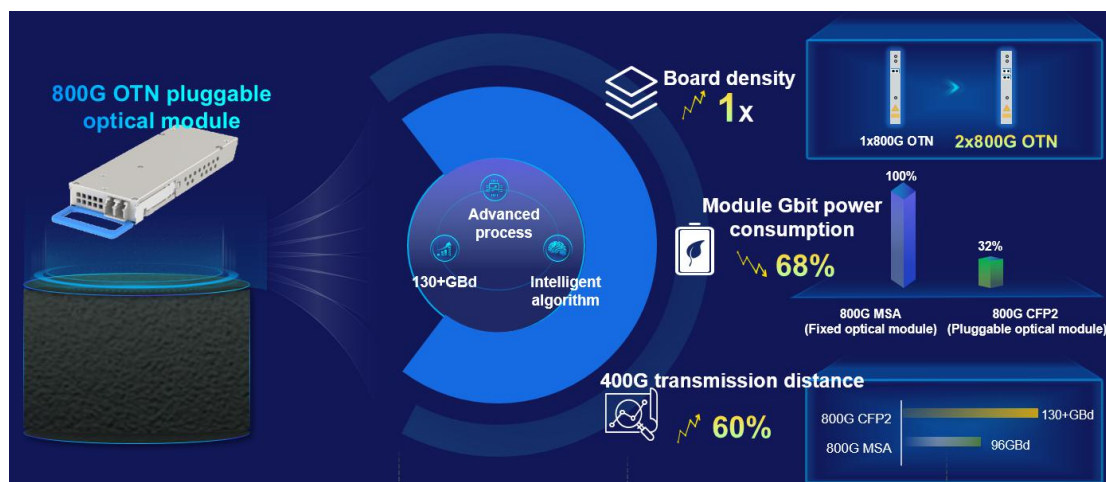 800G OTN pluggable
optical module
Advanced
process
130+GBd
Intelligent
algorithm
Board density
1x
1x800G OTN
2x800G OTN
Module Gbit power
consumption
68%
100%
32%
800G MSA
(Fixed optical module)
800G CFP2
(Pluggable optical module)
400G transmission distance
60%
800G CFP2
130+GBd
800G MSA
96GBd